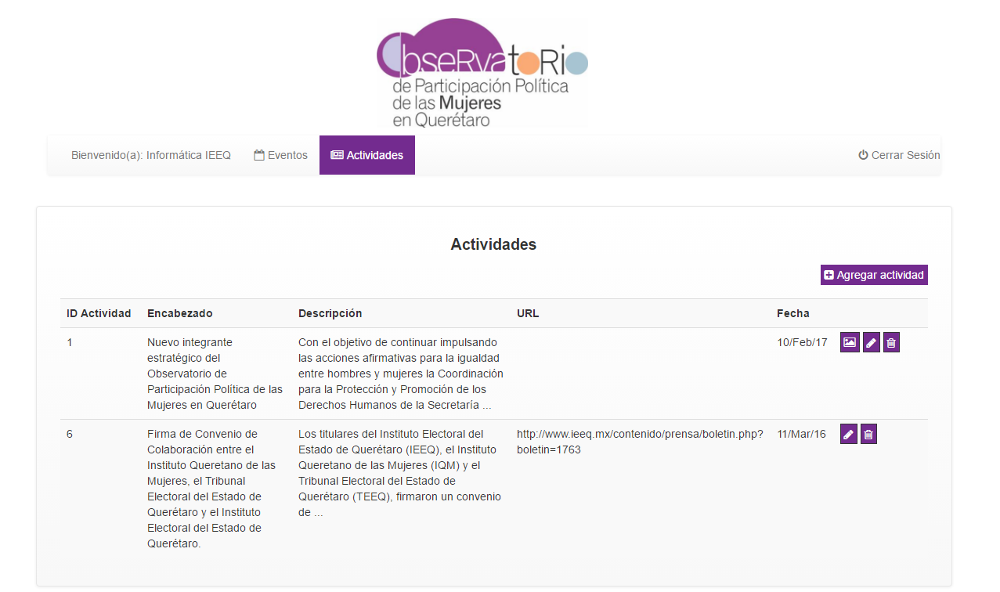 Observatorio
de Participación Política
de las Mujeres
en Querétaro
Bienvenido(a): Informática IEEQ Eventos Actividades Cerrar Sesión
Actividades
Agregar actividad
ID Actividad Encabezado Descripción URL Fecha
1
Nuevo integrante
estratégico del
Observatorio de
Participación Política de las
Mujeres en Querétaro
Con el objetivo de continuar impulsando
las acciones afirmativas para la igualdad
entre hombres y mujeres la Coordinación
para la Protección y Promoción de los
Derechos Humanos de la Secretaría ...
10/Feb/17
6
Firma de Convenio de
Colaboración entre el
Instituto Queretano de las
Mujeres, el Tribunal
Electoral del Estado de
Querétaro y el Instituto
Electoral del Estado de
Querétaro.
Los titulares del Instituto Electoral del
Estado de Querétaro (IEEQ), el Instituto
Queretano de las Mujeres (IQM) y el
Tribunal Electoral del Estado de
Querétaro (TEEQ), firmaron un convenio
de ...
http://www.ieeq.mx/contenido/prensa/boletin.php?
boletin=1763
11/Mar/16